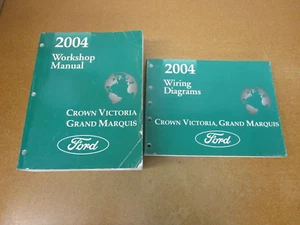 2004
Workshop
Manual
CROWN VICTORIA
GRAND MARQUIS
Ford
2004
Wiring
Diagrams
CROWN VICTORIA, GRAND MARQUIS
Ford